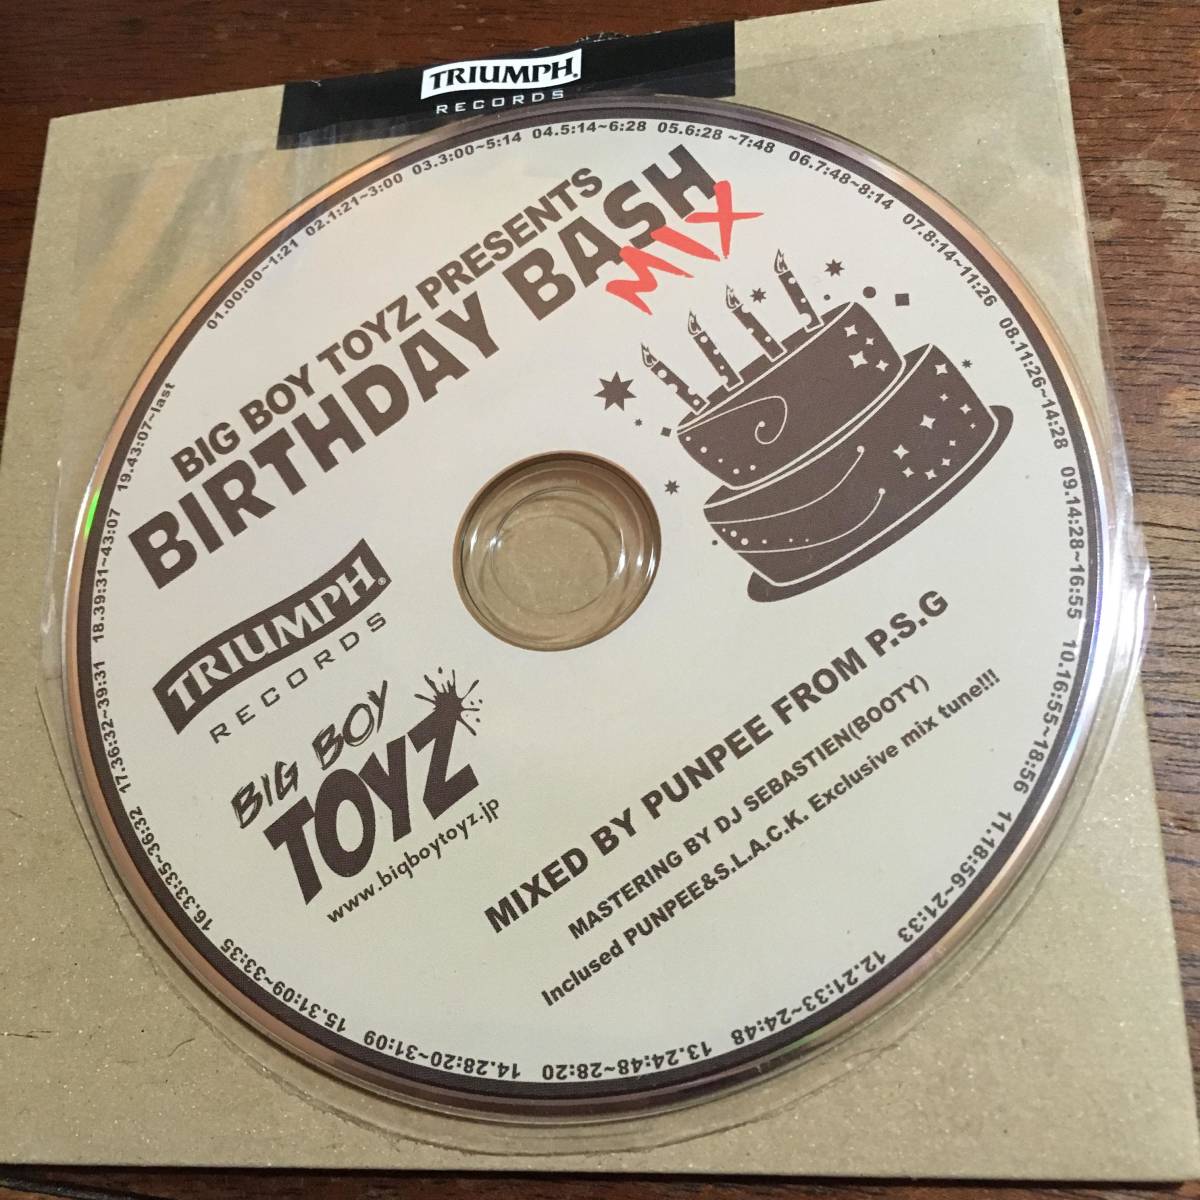 TRIUMPH®
RECORDS
BIG BOY TOYZ PRESENTS
BIRTHDAY BASH
MIX
TRIUMPH®
RECORDS
BIG BOY
TOYZ
www.bigboytoyz.jp
MIXED BY PUNPEE FROM P.S.G
MASTERING BY DJ SEBASTIEN(BOOTY)
Inclused PUNPEE&S.L.A.C.K. Exclusive mix tune!!!
01.00:00~1:21
02.1:21~3:00
03.3:00~5:14
04.5:14~6:28
05.6:28 ~7:48
06.7:48~8:14
07.8:14~11:26
08.11:26~14:28
09.14:28~16:55
10.16:55~18:56
11.18:56~21:33
12.21:33~24:48
13.24:48~28:20
14.28:20~31:09
15.31:09~33:35
16.33:35~36:32
17.36:32~39:31
18.39:31~43:07
19.43:07~last